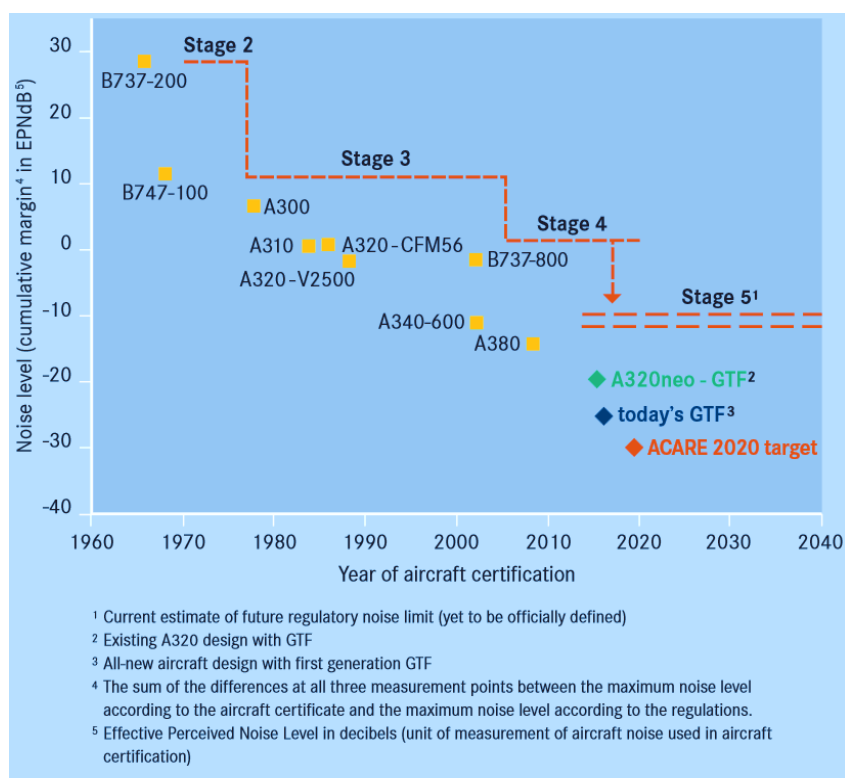 Noise level (cumulative margin⁴ in EPNdB⁵)
30
20
10
0
-10
-20
-30
-40
Stage 2
B737-200
Stage 3
B747-100
A300
Stage 4
A310
A320-CFM56
A320-V2500
B737-800
Stage 5¹
A340-600
A380
A320neo - GTF²
today's GTF³
ACARE 2020 target
1960 1970 1980 1990 2000 2010 2020 2030 2040
Year of aircraft certification
¹ Current estimate of future regulatory noise limit (yet to be officially defined)
² Existing A320 design with GTF
³ All-new aircraft design with first generation GTF
⁴ The sum of the differences at all three measurement points between the maximum noise level
according to the aircraft certificate and the maximum noise level according to the regulations.
⁵ Effective Perceived Noise Level in decibels (unit of measurement of aircraft noise used in aircraft
certification)